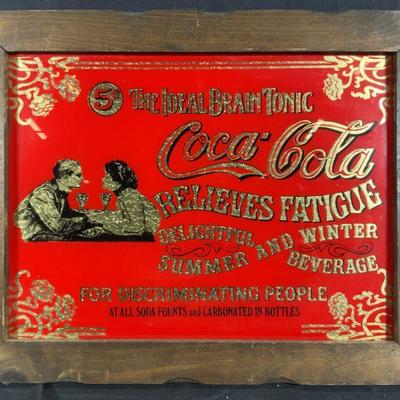 5¢ THE IDEAL BRAIN TONIC
Coca-Cola
RELIEVES FATIGUE
DELIGHTFUL
SUMMER AND WINTER
BEVERAGE
FOR DISCRIMINATING PEOPLE
AT ALL SODA FOUNTS and CARBONATED IN BOTTLES